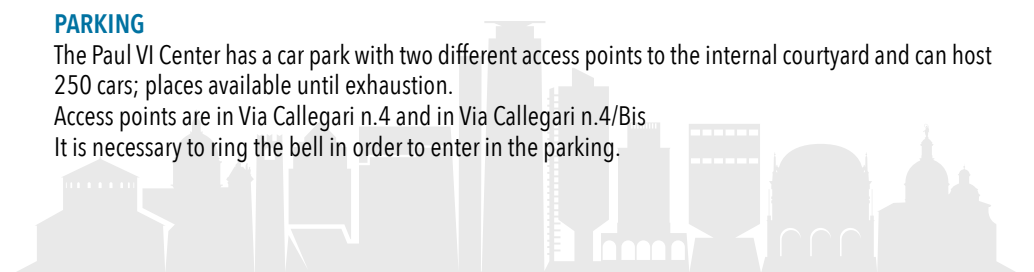 PARKING
The Paul VI Center has a car park with two different access points to the internal courtyard and can host
250 cars; places available until exhaustion.
Access points are in Via Callegari n.4 and in Via Callegari n.4/Bis
It is necessary to ring the bell in order to enter in the parking.